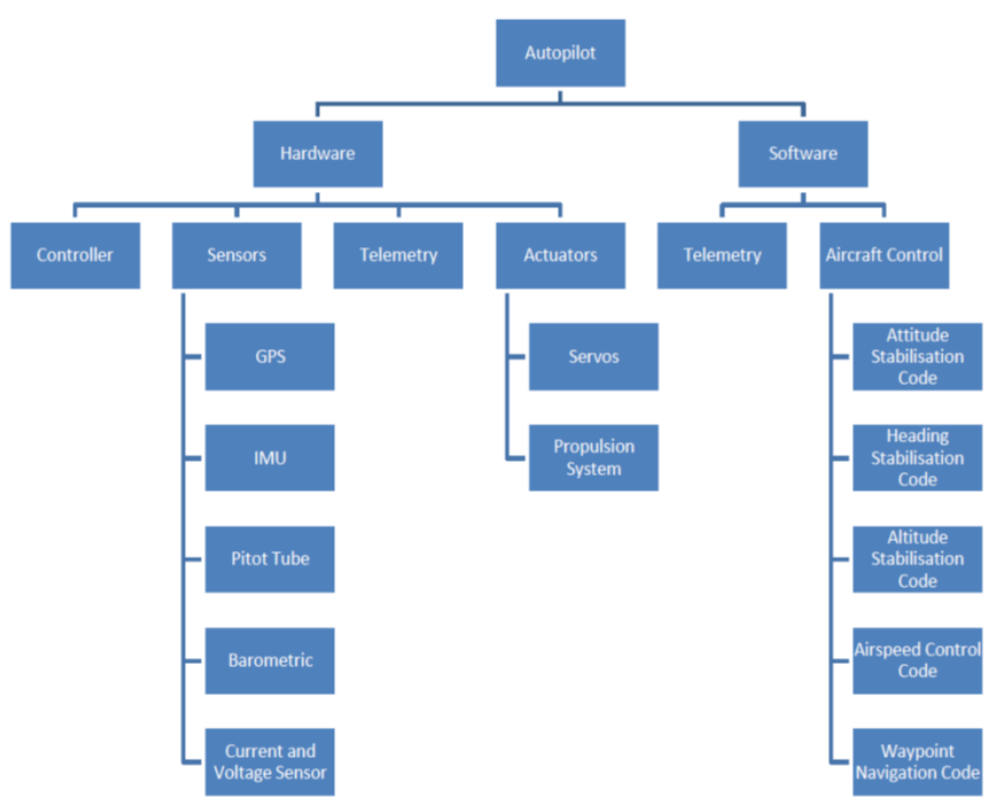 Autopilot
Hardware
Software
Controller
Sensors
Telemetry
Actuators
Telemetry
Aircraft Control
GPS
IMU
Pitot Tube
Barometric
Current and
Voltage Sensor
Servos
Propulsion
System
Attitude
Stabilisation
Code
Heading
Stabilisation
Code
Altitude
Stabilisation
Code
Airspeed Control
Code
Waypoint
Navigation Code